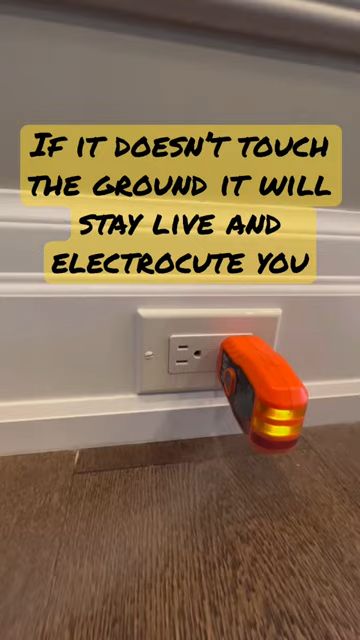 If it doesn't touch
the ground it will
stay live and
electrocute you